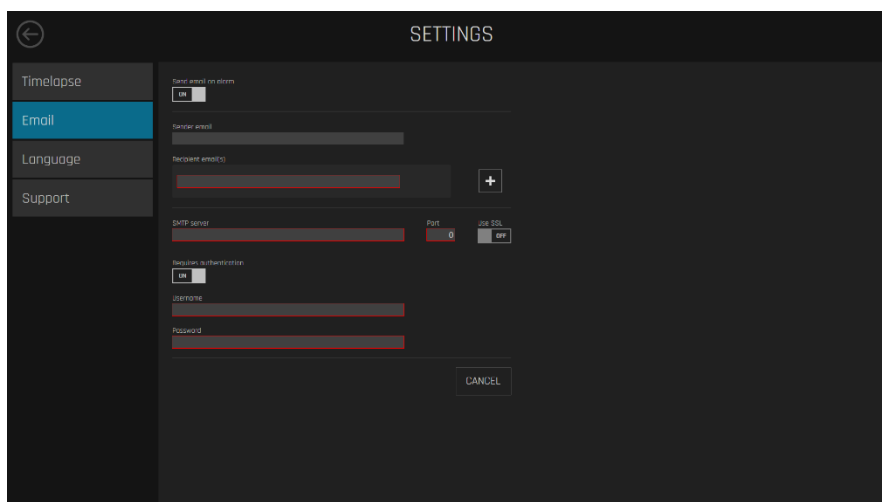 SETTINGS
Timelapse
Email
Language
Support
Send email on alarm
ON
Sender email
Recipient email(s)
+
SMTP server
Port
Use SSL
0
OFF
Requires authentication
ON
Username
Password
CANCEL